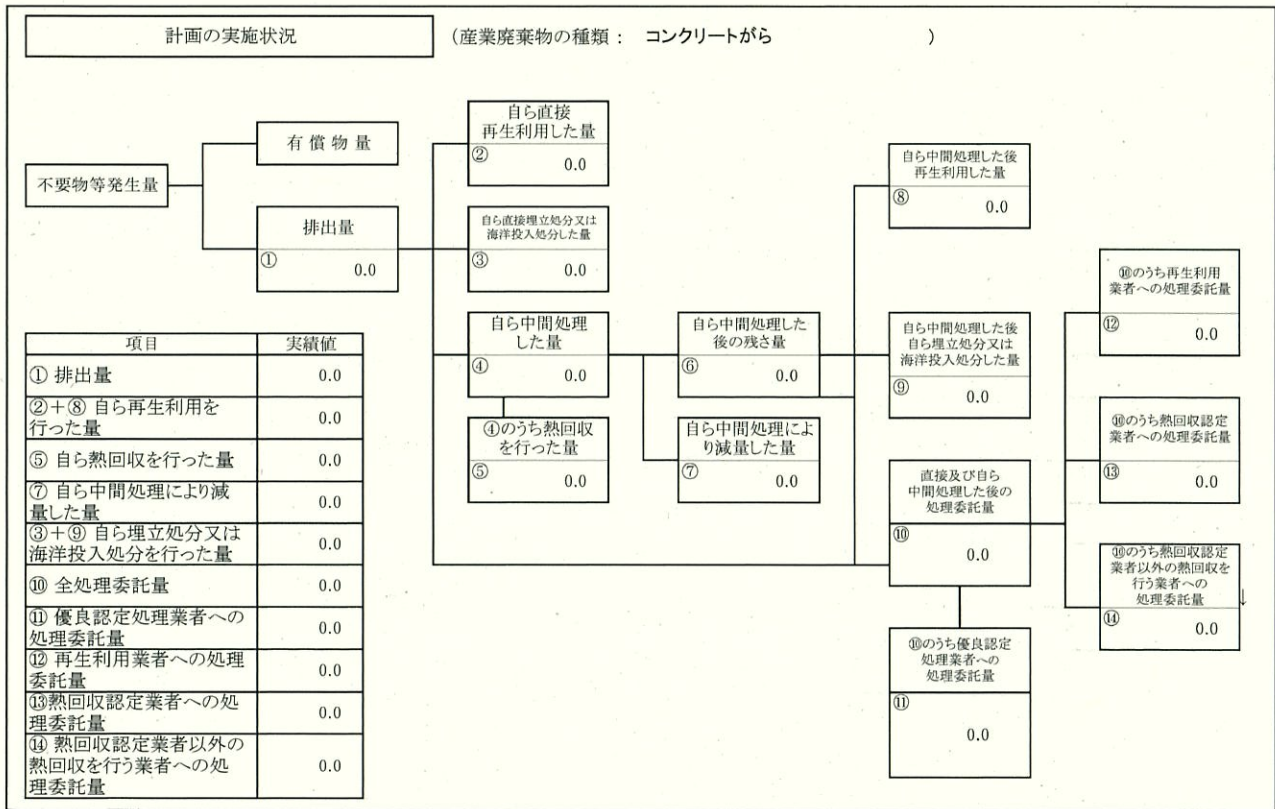 計画の実施状況
(産業廃棄物の種類： コンクリートがら )
不要物等発生量
有償物量
排出量
①
0.0
自ら直接
再生利用した量
②
0.0
自ら直接埋立処分又は
海洋投入処分した量
③
0.0
自ら中間処理
した量
④
0.0
④のうち熱回収
を行った量
⑤
0.0
自ら中間処理した
後の残さ量
⑥
0.0
自ら中間処理によ
り減量した量
⑦
0.0
自ら中間処理した後
再生利用した量
⑧
0.0
自ら中間処理した後
自ら埋立処分又は
海洋投入処分した量
⑨
0.0
直接及び自ら
中間処理した後の
処理委託量
⑩
0.0
⑩のうち優良認定
処理業者への
処理委託量
⑪
0.0
⑩のうち再生利用
業者への処理委託量
⑫
0.0
⑩のうち熱回収認定
業者への処理委託量
⑬
0.0
⑩のうち熱回収認定
業者以外の熱回収を
行う業者への
処理委託量
⑭
0.0
↓
項目 実績値
① 排出量 0.0
②＋⑧ 自ら再生利用を
行った量 0.0
⑤ 自ら熱回収を行った量 0.0
⑦ 自ら中間処理により減
量した量 0.0
③＋⑨ 自ら埋立処分又は
海洋投入処分を行った量 0.0
⑩ 全処理委託量 0.0
⑪ 優良認定処理業者への
処理委託量 0.0
⑫ 再生利用業者への処理
委託量 0.0
⑬熱回収認定業者への処
理委託量 0.0
⑭ 熱回収認定業者以外の
熱回収を行う業者への処
理委託量 0.0